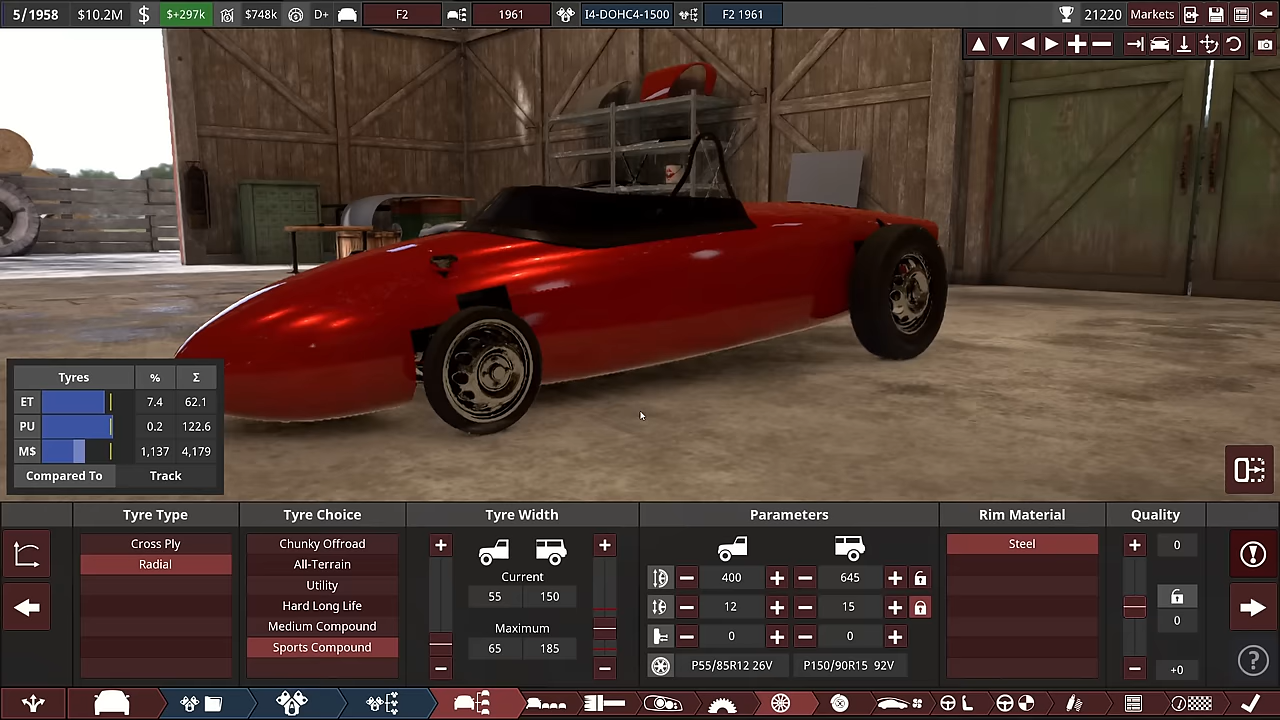 5/1958 $10.2M $ $+297k $748k D+ F2 1961 I4-DOHC4-1500 F2 1961 21220 Markets
Tyres % Σ
ET 7.4 62.1
PU 0.2 122.6
M$ 1,137 4,179
Compared To Track
Tyre Type
Cross Ply
Radial
Tyre Choice
Chunky Offroad
All-Terrain
Utility
Hard Long Life
Medium Compound
Sports Compound
Tyre Width
Current
55 150
Maximum
65 185
Parameters
400 645
12 15
0 0
P55/85R12 26V P150/90R15 92V
Rim Material
Steel
Quality
0
0
+0